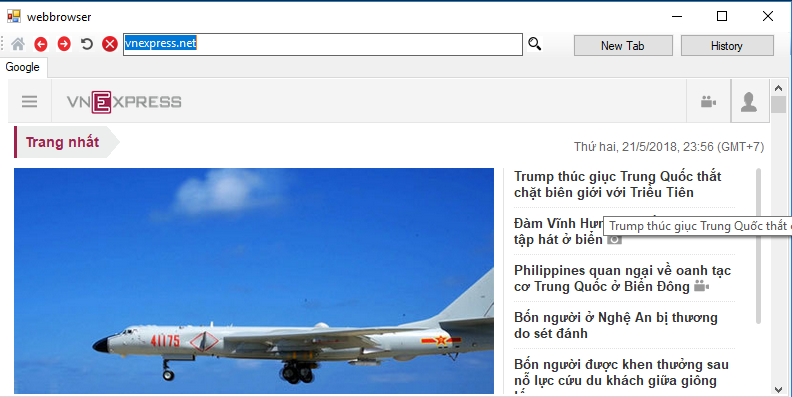 webbrowser
vnexpress.net
New Tab
History
Google
VNEXPRESS
Trang nhất
Thứ hai, 21/5/2018, 23:56 (GMT+7)
41175
Trump thúc giục Trung Quốc thắt
chặt biên giới với Triều Tiên
Đàm Vĩnh Hưn
Trump thúc giục Trung Quốc thắt
tập hát ở biển
Philippines quan ngại về oanh tạc
cơ Trung Quốc ở Biển Đông
Bốn người ở Nghệ An bị thương
do sét đánh
Bốn người được khen thưởng sau
nỗ lực cứu du khách giữa giông